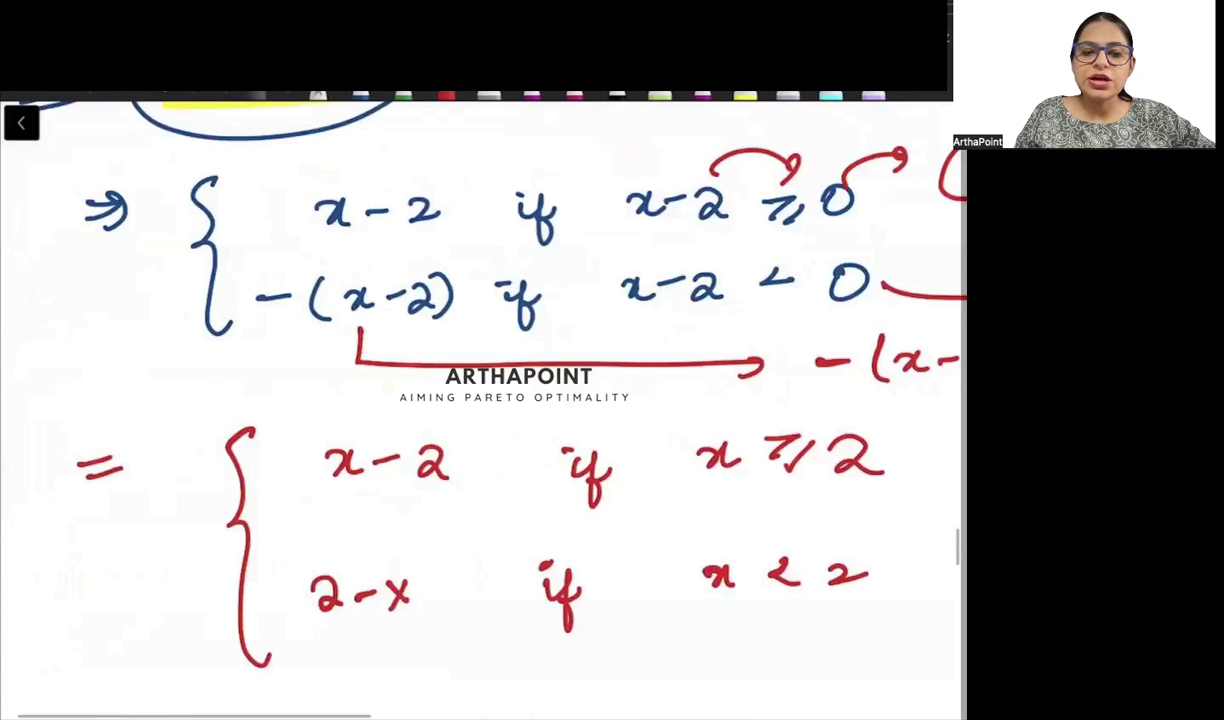 ArthaPoint
⇒ { x-2 if x-2 ≥ 0
-(x-2) if x-2 < 0
-(x-
ARTHAPOINT
AIMING PARETO OPTIMALITY
= { x-2 if x ≥ 2
2-x if x < 2